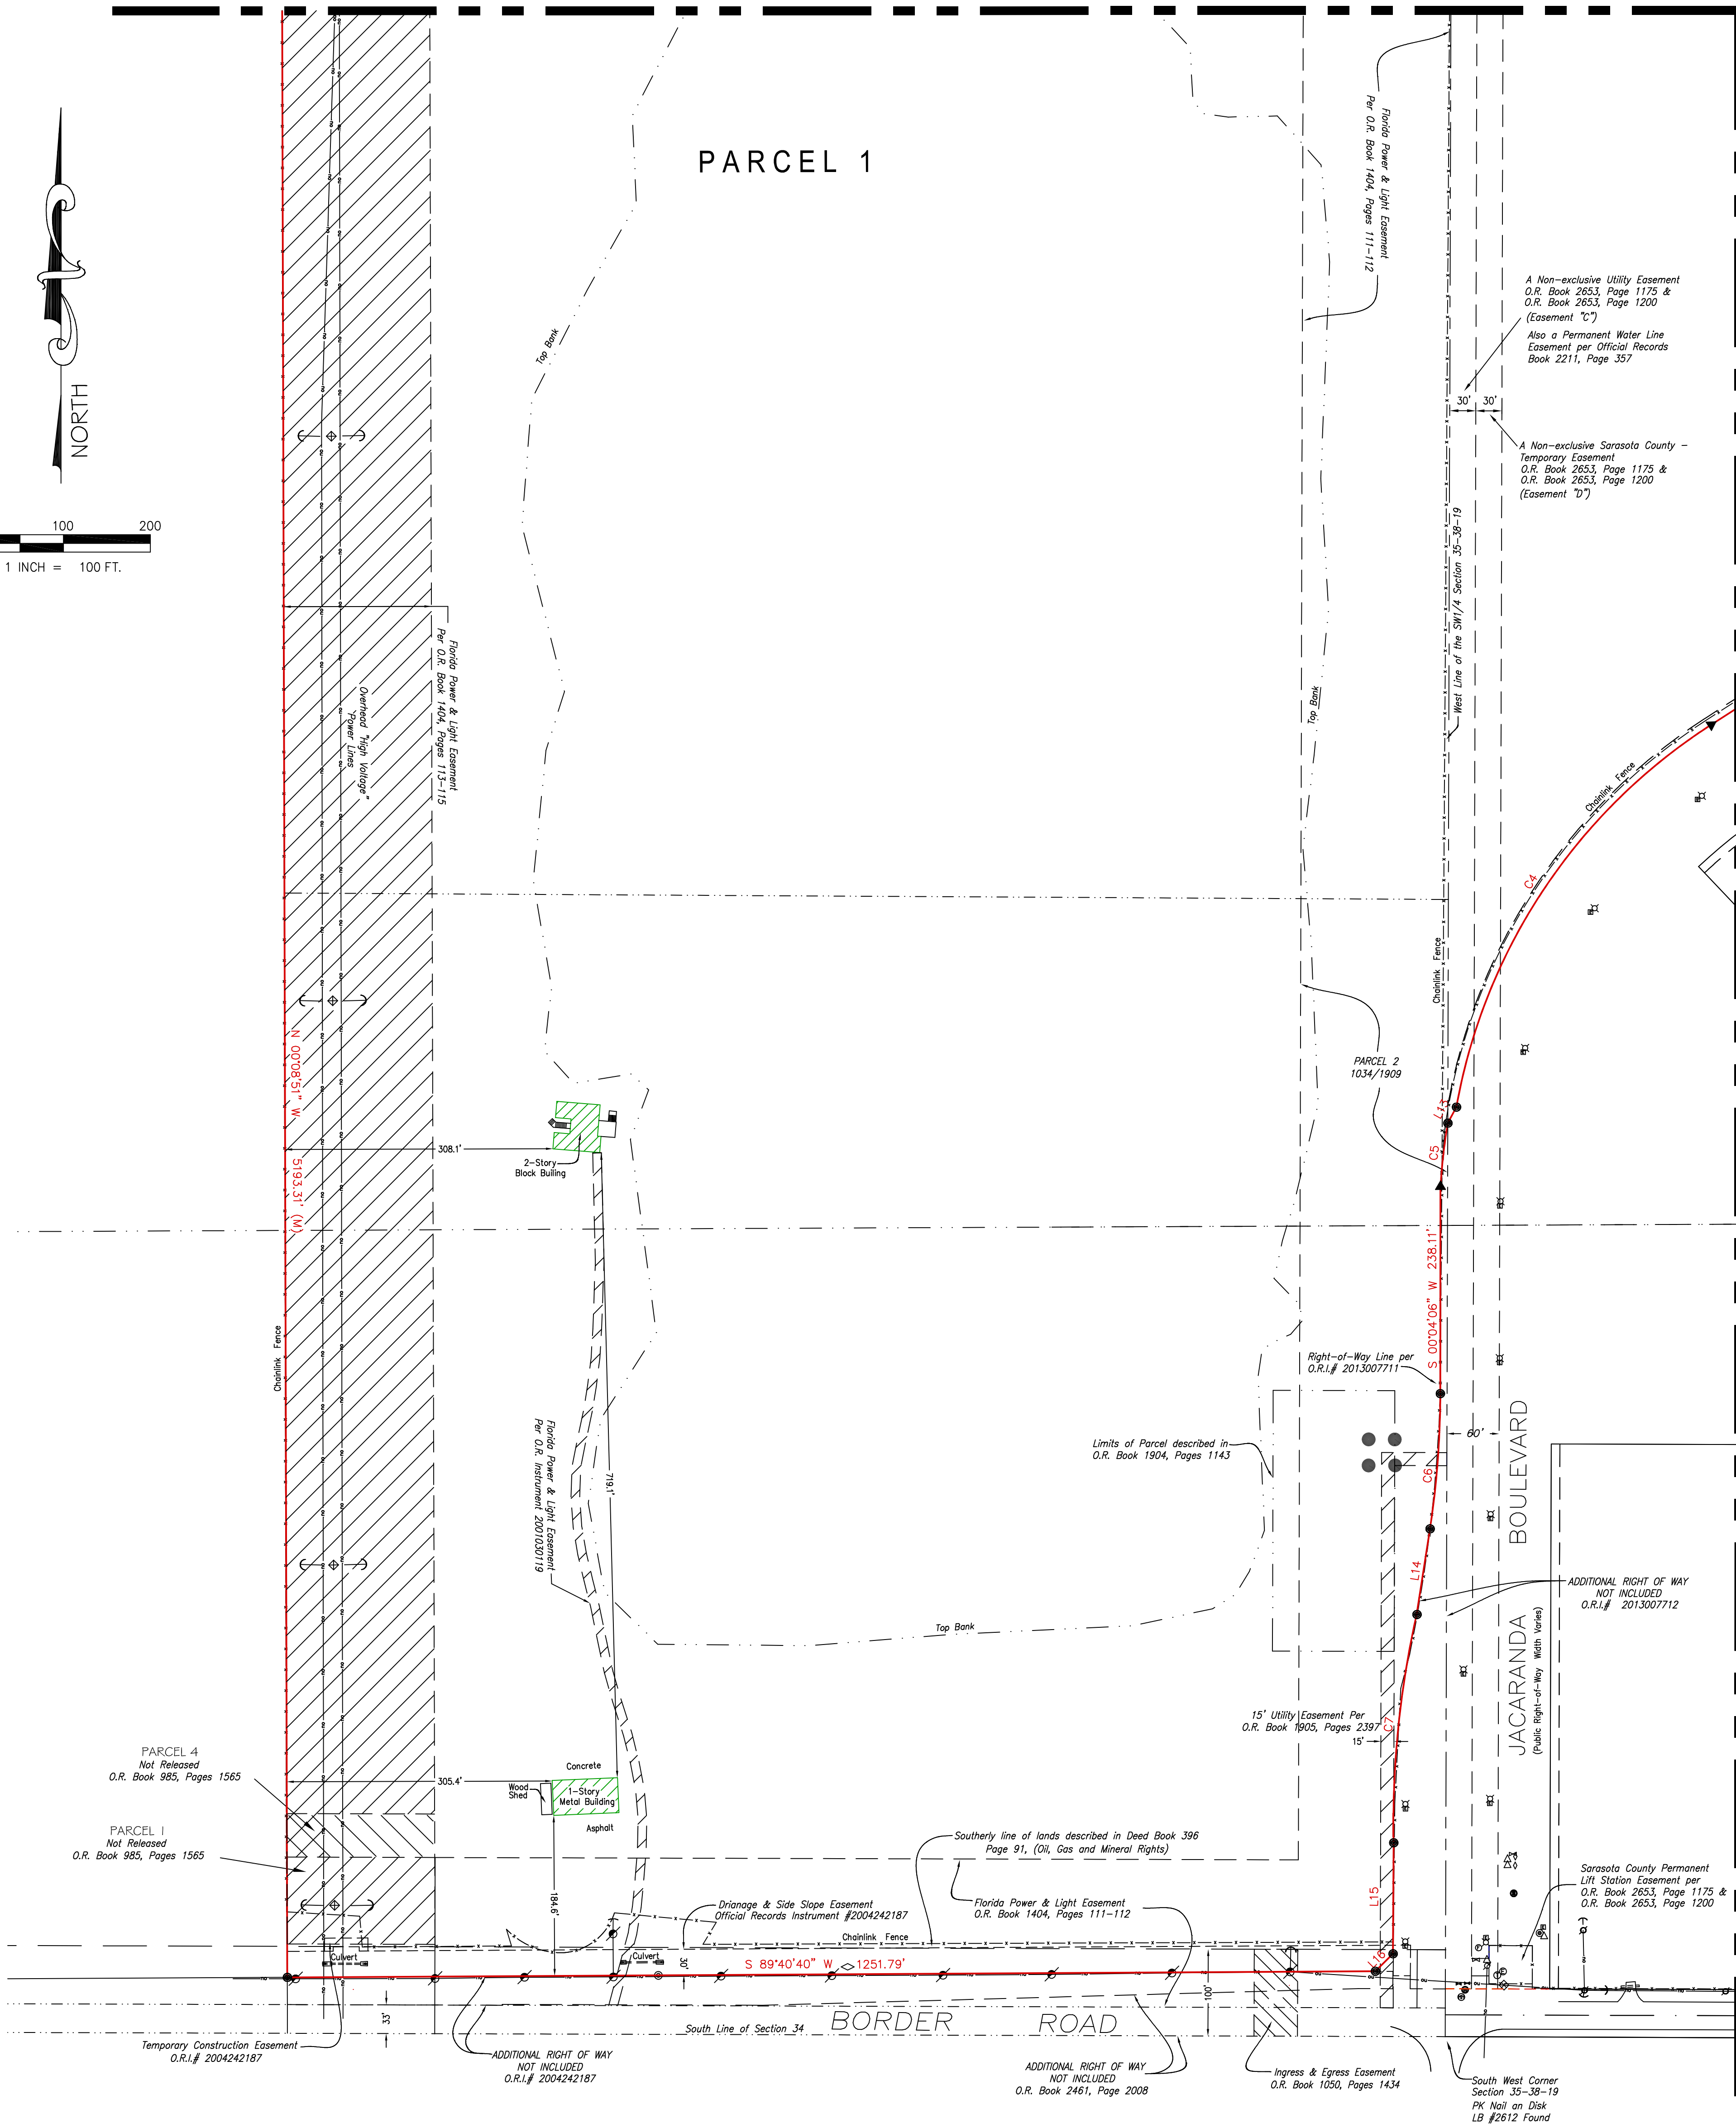 PARCEL 1
Florida Power & Light Easement
Per O.R. Book 1404, Pages 111-112
A Non-exclusive Utility Easement
O.R. Book 2653, Page 1175 &
O.R. Book 2653, Page 1200
(Easement "C")
Also a Permanent Water Line
Easement per Official Records
Book 2211, Page 357
30'
30'
A Non-exclusive Sarasota County -
Temporary Easement
O.R. Book 2653, Page 1175 &
O.R. Book 2653, Page 1200
(Easement "D")
NORTH
100
200
1 INCH = 100 FT.
Top Bank
West Line of the SW1/4 Section 35-38-19
Florida Power & Light Easement
Per O.R. Book 1404, Pages 113-115
Overhead "High Voltage"
Power Lines
Top Bank
Chainlink Fence
C4
Chainlink Fence
N 00°08'51" W
5193.31' (M)
PARCEL 2
1034/1909
L13
C5
308.1'
2-Story
Block Builing
S 00°04'06" W 238.11'
Chainlink Fence
Right-of-Way Line per
O.R.I.# 2013007711
60'
Limits of Parcel described in
O.R. Book 1904, Pages 1143
Florida Power & Light Easement
Per O.R. Instrument 2001030119
719.1'
C6
L14
JACARANDA BOULEVARD
(Public Right-of-Way Width Varies)
ADDITIONAL RIGHT OF WAY
NOT INCLUDED
O.R.I.# 2013007712
Top Bank
15' Utility Easement Per
O.R. Book 1905, Pages 2397
15'
C7
PARCEL 4
Not Released
O.R. Book 985, Pages 1565
305.4'
Concrete
Wood
Shed
1-Story
Metal Building
Asphalt
PARCEL 1
Not Released
O.R. Book 985, Pages 1565
Southerly line of lands described in Deed Book 396
Page 91, (Oil, Gas and Mineral Rights)
Sarasota County Permanent
Lift Station Easement per
O.R. Book 2653, Page 1175 &
O.R. Book 2653, Page 1200
184.6'
Drianage & Side Slope Easement
Official Records Instrument #2004242187
Florida Power & Light Easement
O.R. Book 1404, Pages 111-112
L15
Chainlink Fence
Culvert
Culvert
30'
S 89°40'40" W 1251.79'
L16
100'
33'
South Line of Section 34
BORDER ROAD
Temporary Construction Easement
O.R.I.# 2004242187
ADDITIONAL RIGHT OF WAY
NOT INCLUDED
O.R.I.# 2004242187
ADDITIONAL RIGHT OF WAY
NOT INCLUDED
O.R. Book 2461, Page 2008
Ingress & Egress Easement
O.R. Book 1050, Pages 1434
South West Corner
Section 35-38-19
PK Nail an Disk
LB #2612 Found